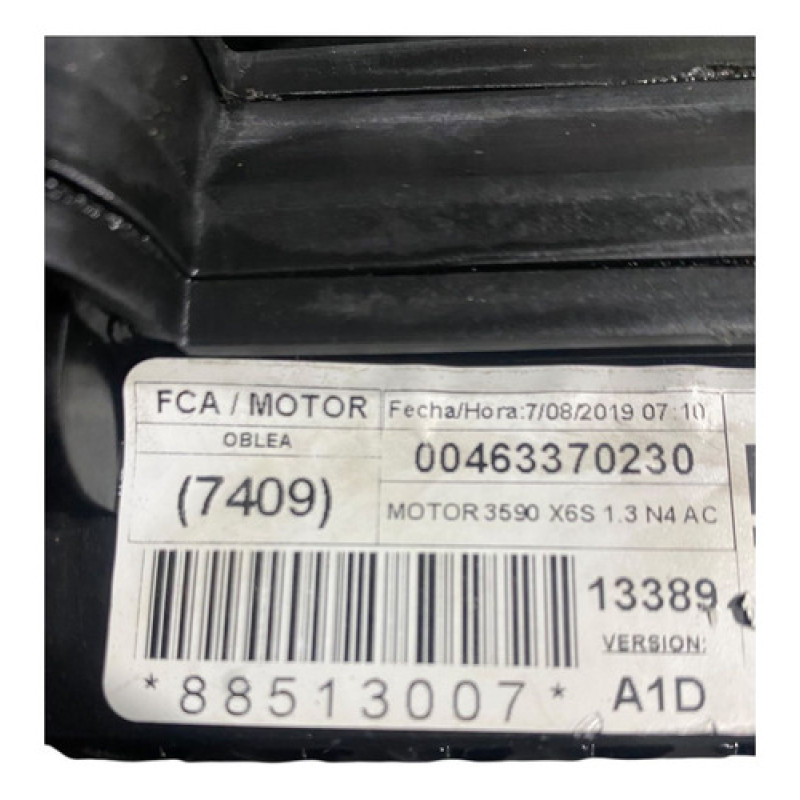 FCA / MOTOR
OBLEA
(7409)
Fecha/Hora:7/08/2019 07:10
00463370230
MOTOR 3590 X6S 1.3 N4 AC
13389
VERSION:
A1D
*88513007*